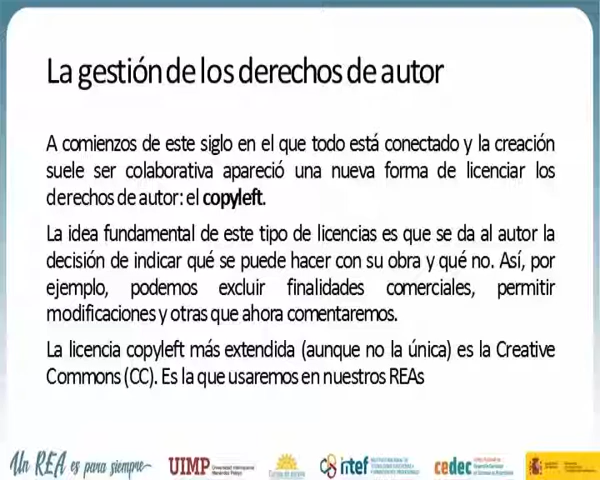 La gestión de los derechos de autor
A comienzos de este siglo en el que todo está conectado y la creación
suele ser colaborativa apareció una nueva forma de licenciar los
derechos de autor: el copyleft.
La idea fundamental de este tipo de licencias es que se da al autor la
decisión de indicar qué se puede hacer con su obra y qué no. Así, por
ejemplo, podemos excluir finalidades comerciales, permitir
modificaciones y otras que ahora comentaremos.
La licencia copyleft más extendida (aunque no la única) es la Creative
Commons (CC). Es la que usaremos en nuestros REAs
Un REA es para siempre
UIMP
intef
cedec